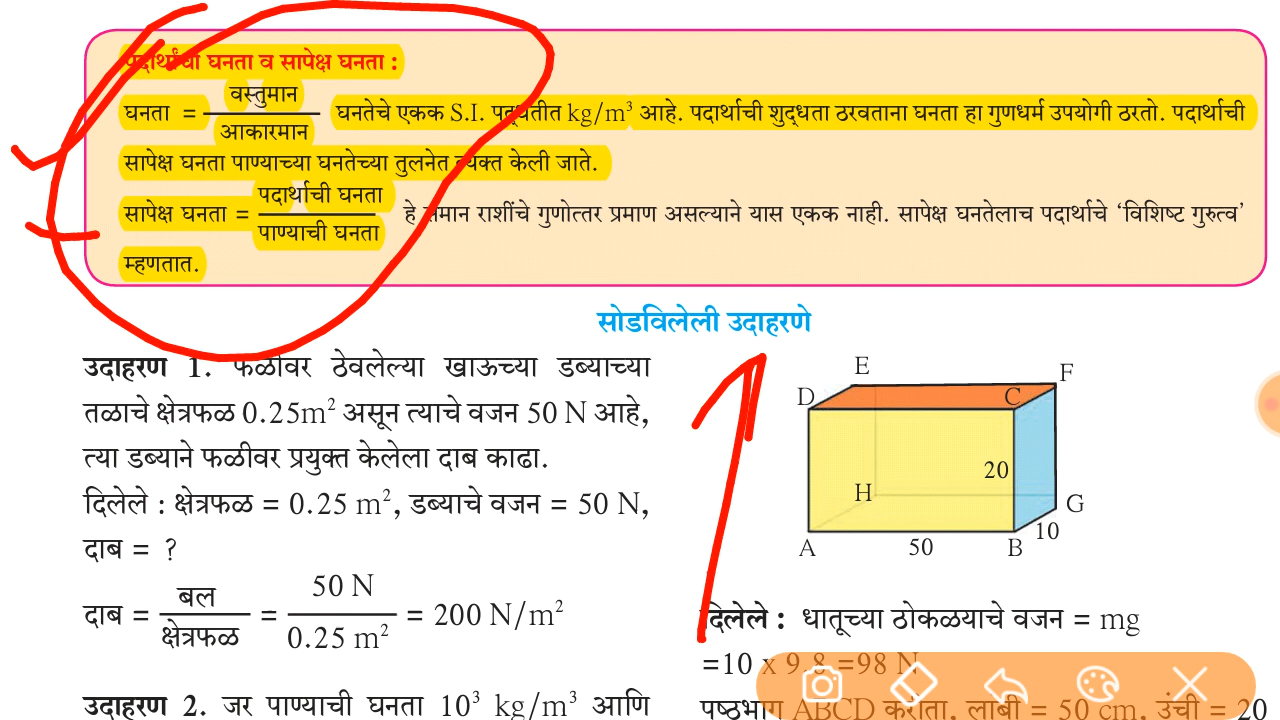 पदार्थांची घनता व सापेक्ष घनता :
घनता = वस्तुमान / आकारमान घनतेचे एकक S.I. पद्धतीत kg/m³ आहे. पदार्थाची शुद्धता ठरवताना घनता हा गुणधर्म उपयोगी ठरतो. पदार्थाची
सापेक्ष घनता पाण्याच्या घनतेच्या तुलनेत व्यक्त केली जाते.
सापेक्ष घनता = पदार्थाची घनता / पाण्याची घनता हे समान राशींचे गुणोत्तर प्रमाण असल्याने यास एकक नाही. सापेक्ष घनतेलाच पदार्थाचे ‘विशिष्ट गुरुत्व’
म्हणतात.
सोडविलेली उदाहरणे
उदाहरण 1. फळीवर ठेवलेल्या खाऊच्या डब्याच्या
तळाचे क्षेत्रफळ 0.25m² असून त्याचे वजन 50 N आहे,
त्या डब्याने फळीवर प्रयुक्त केलेला दाब काढा.
दिलेले : क्षेत्रफळ = 0.25 m², डब्याचे वजन = 50 N,
दाब = ?
दाब = बल / क्षेत्रफळ = 50 N / 0.25 m² = 200 N/m²
उदाहरण 2. जर पाण्याची घनता 10³ kg/m³ आणि
E
F
D
C
20
H
G
10
A
50
B
दिलेले : धातूच्या ठोकळयाचे वजन = mg
=10 x 9.8 =98 N
पृष्ठभाग ABCD करीता, लांबी = 50 cm, उंची = 20